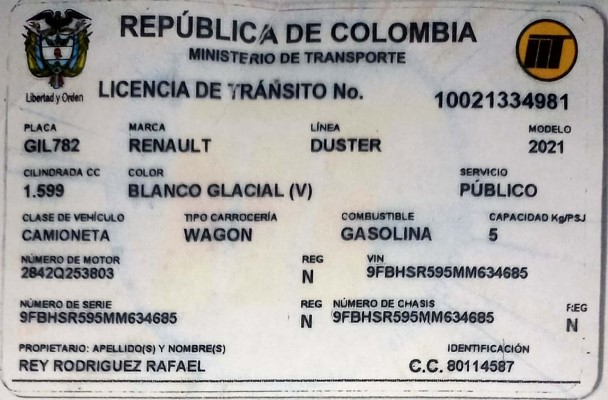 REPÚBLICA DE COLOMBIA
MINISTERIO DE TRANSPORTE
Libertad y Orden
LICENCIA DE TRÁNSITO No. 10021334981
PLACA MARCA LÍNEA MODELO
GIL782 RENAULT DUSTER 2021
CILINDRADA CC COLOR SERVICIO
1.599 BLANCO GLACIAL (V) PÚBLICO
CLASE DE VEHÍCULO TIPO CARROCERÍA COMBUSTIBLE CAPACIDAD Kg/PSJ
CAMIONETA WAGON GASOLINA 5
NÚMERO DE MOTOR REG VIN
2842Q253803 N 9FBHSR595MM634685
NÚMERO DE SERIE REG NÚMERO DE CHASIS REG
9FBHSR595MM634685 N 9FBHSR595MM634685 N
PROPIETARIO: APELLIDO(S) Y NOMBRE(S) IDENTIFICACIÓN
REY RODRIGUEZ RAFAEL C.C. 80114587